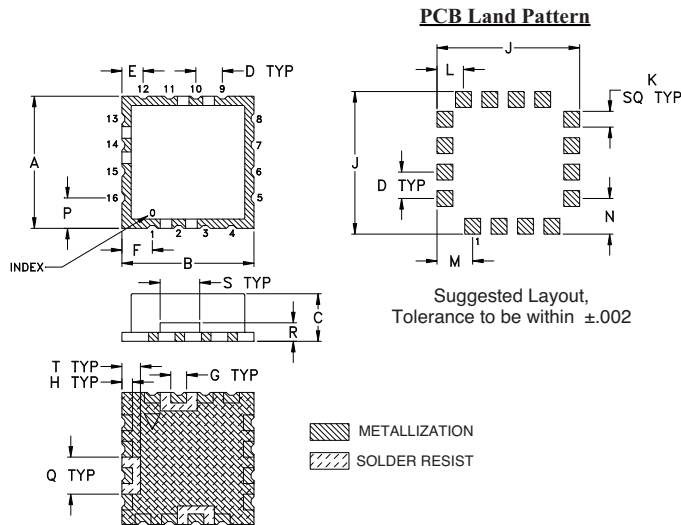 PCB Land Pattern
E
D TYP
12
11
10
9
13
14
15
16
8
7
6
5
A
P
0
1
2
3
4
F
B
INDEX
J
L
K
SQ TYP
J
D TYP
N
M
1
Suggested Layout,
Tolerance to be within ±.002
S TYP
C
R
T TYP
H TYP
G TYP
Q TYP
METALLIZATION
SOLDER RESIST